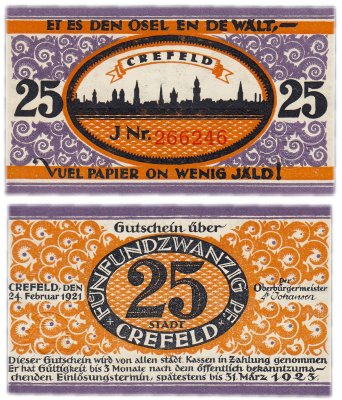 ET ES DEN OSEL EN DE WÄLT,—
CREFELD
25 25
J Nr. 266246
VUEL PAPIER ON WENIG JÄLD!
Gutschein über
FÜNFUNDZWANZIG PF.
CREFELD, DEN
24. Februar 1921
25
STADT
CREFELD
Der
Oberbürgermeister
Johansen
Dieser Gutschein wird von allen städt. Kassen in Zahlung genommen
Er hat Gültigkeit bis 3 Monate nach dem öffentlich bekanntzuma-
chenden Einlösungstermin, spätestens bis 31. März 1923.